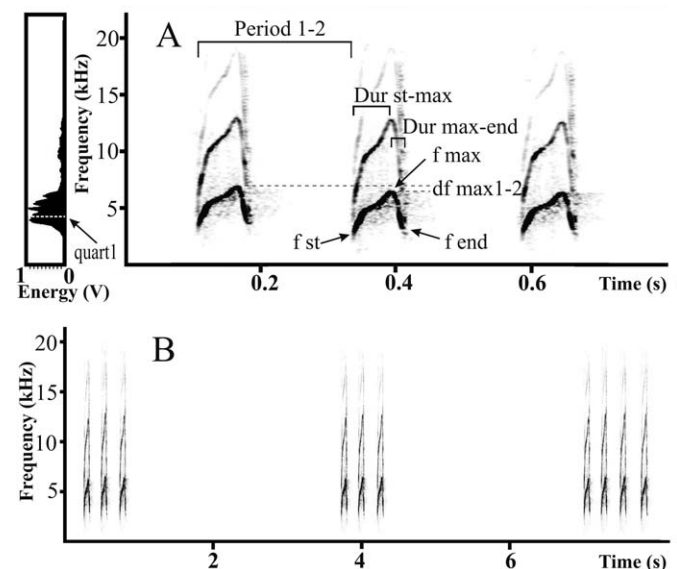 A
Period 1-2
Frequency (kHz)
20
15
10
5
Dur st-max
Dur max-end
f max
df max1-2
f st
f end
quart1
1
0
Energy (V)
0.2
0.4
0.6
Time (s)
B
Frequency (kHz)
20
15
10
5
2
4
6
Time (s)